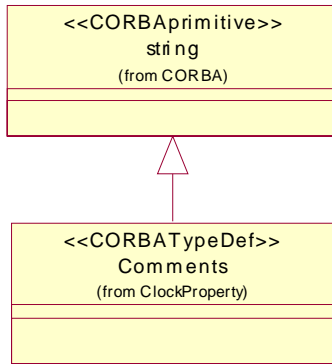 <<CORBAprimitive>>
string
(from CORBA)
<<CORBATypeDef>>
Comments
(from ClockProperty)